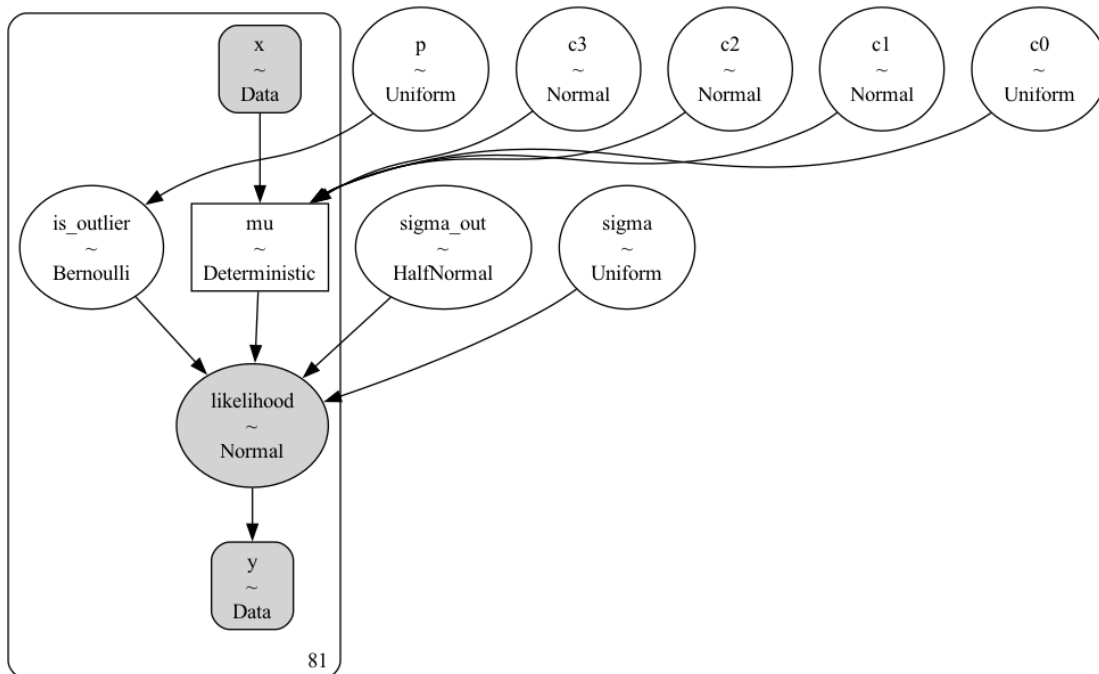 x
~
Data
p
~
Uniform
c3
~
Normal
c2
~
Normal
c1
~
Normal
c0
~
Uniform
is_outlier
~
Bernoulli
mu
~
Deterministic
sigma_out
~
HalfNormal
sigma
~
Uniform
likelihood
~
Normal
y
~
Data
81